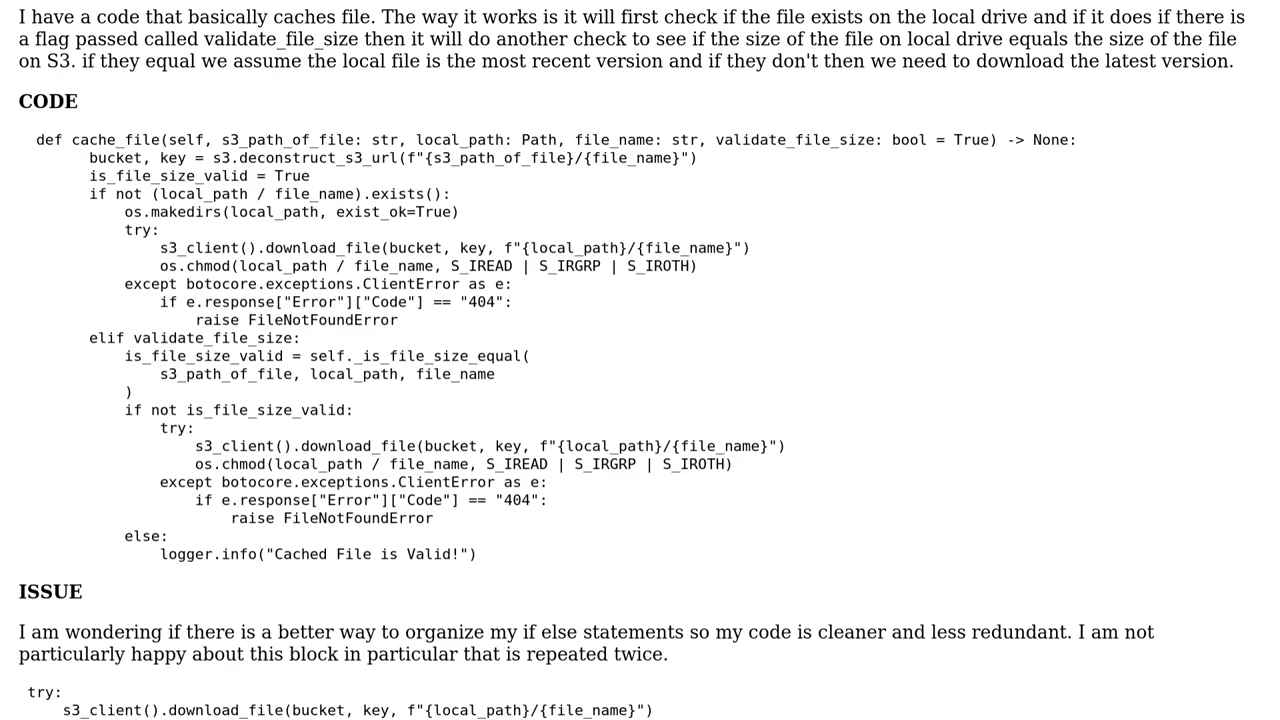 I have a code that basically caches file. The way it works is it will first check if the file exists on the local drive and if it does if there is
a flag passed called validate_file_size then it will do another check to see if the size of the file on local drive equals the size of the file
on S3. if they equal we assume the local file is the most recent version and if they don't then we need to download the latest version.
CODE
def cache_file(self, s3_path_of_file: str, local_path: Path, file_name: str, validate_file_size: bool = True) -> None:
bucket, key = s3.deconstruct_s3_url(f"{s3_path_of_file}/{file_name}")
is_file_size_valid = True
if not (local_path / file_name).exists():
os.makedirs(local_path, exist_ok=True)
try:
s3_client().download_file(bucket, key, f"{local_path}/{file_name}")
os.chmod(local_path / file_name, S_IREAD | S_IRGRP | S_IROTH)
except botocore.exceptions.ClientError as e:
if e.response["Error"]["Code"] == "404":
raise FileNotFoundError
elif validate_file_size:
is_file_size_valid = self._is_file_size_equal(
s3_path_of_file, local_path, file_name
)
if not is_file_size_valid:
try:
s3_client().download_file(bucket, key, f"{local_path}/{file_name}")
os.chmod(local_path / file_name, S_IREAD | S_IRGRP | S_IROTH)
except botocore.exceptions.ClientError as e:
if e.response["Error"]["Code"] == "404":
raise FileNotFoundError
else:
logger.info("Cached File is Valid!")
ISSUE
I am wondering if there is a better way to organize my if else statements so my code is cleaner and less redundant. I am not
particularly happy about this block in particular that is repeated twice.
try:
s3_client().download_file(bucket, key, f"{local_path}/{file_name}")